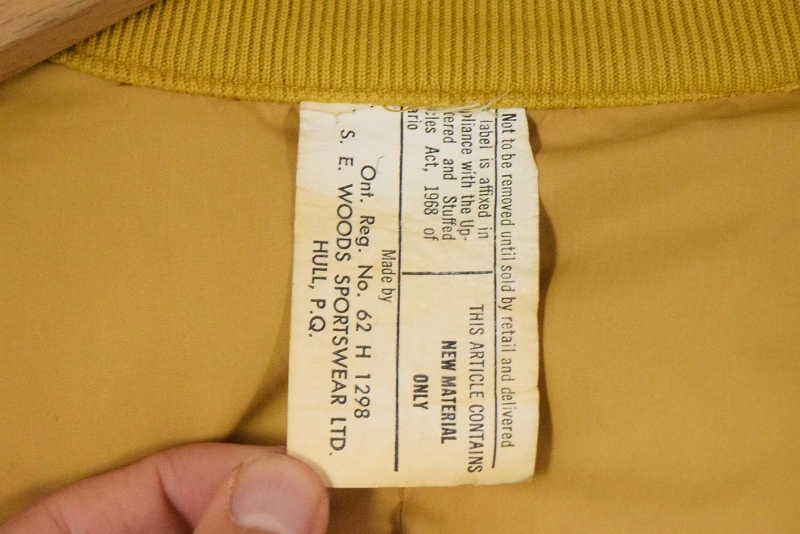 Not to be removed until sold by retail and delivered
label is affixed in
pliance with the Up-
tered and Stuffed
cles Act, 1968 of
ario
THIS ARTICLE CONTAINS
NEW MATERIAL
ONLY
Made by
Ont. Reg. No. 62 H 1298
S. E. WOODS SPORTSWEAR LTD.
HULL, P.Q.